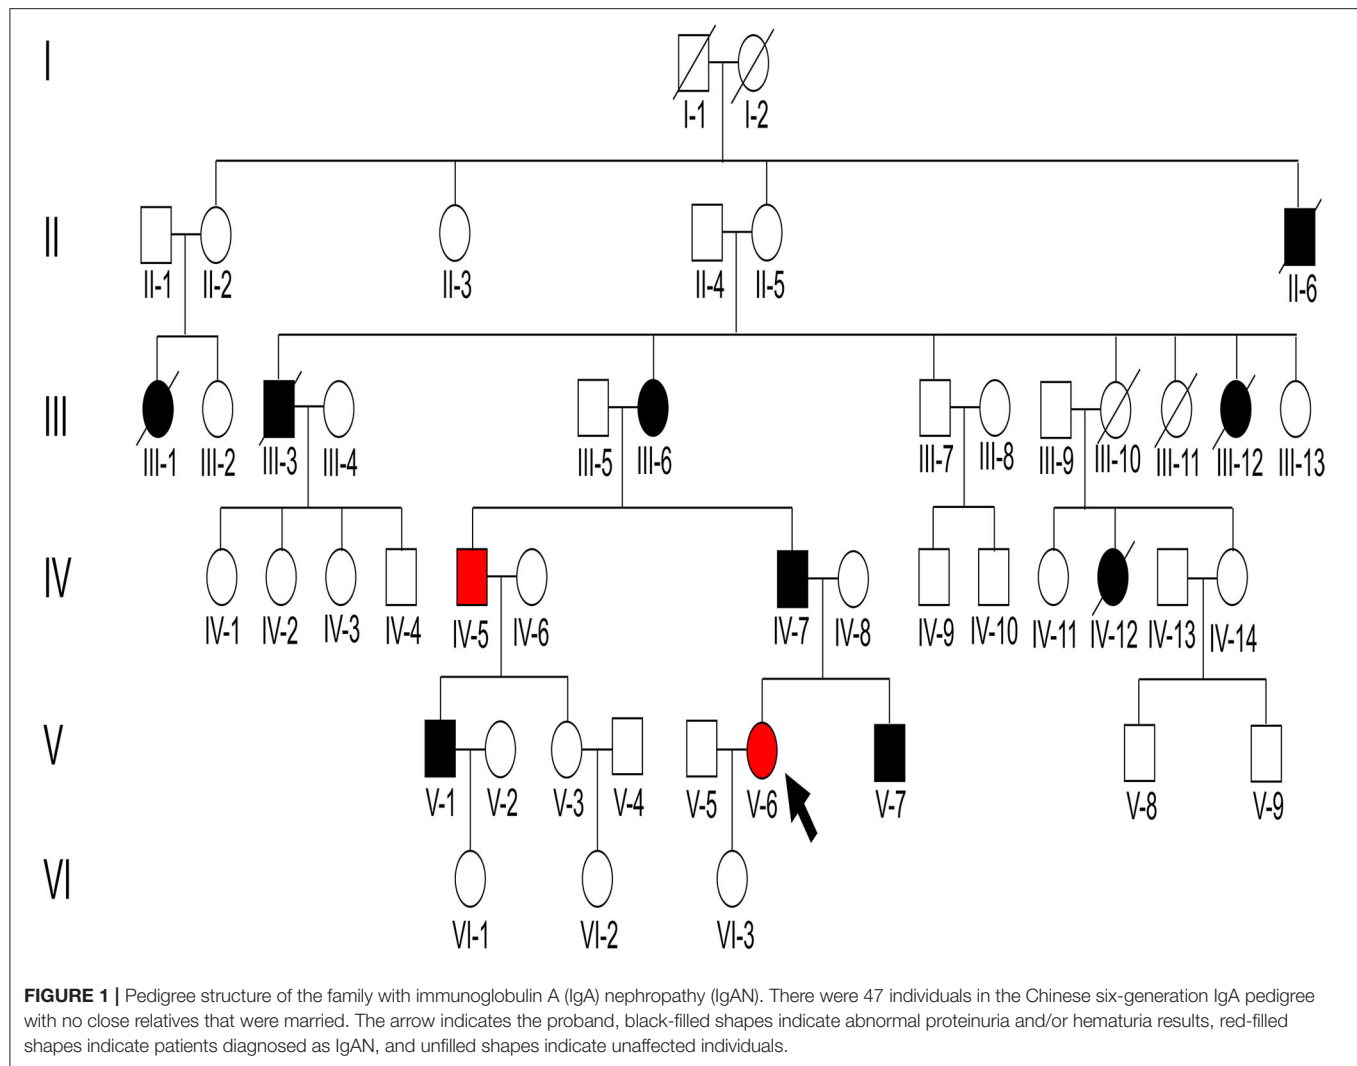 I
I-1 I-2
II
II-1 II-2 II-3 II-4 II-5 II-6
III
III-1 III-2 III-3 III-4 III-5 III-6 III-7 III-8 III-9 III-10 III-11 III-12 III-13
IV
IV-1 IV-2 IV-3 IV-4 IV-5 IV-6 IV-7 IV-8 IV-9 IV-10 IV-11 IV-12 IV-13 IV-14
V
V-1 V-2 V-3 V-4 V-5 V-6 V-7 V-8 V-9
VI
VI-1 VI-2 VI-3
FIGURE 1 | Pedigree structure of the family with immunoglobulin A (IgA) nephropathy (IgAN). There were 47 individuals in the Chinese six-generation IgA pedigree
with no close relatives that were married. The arrow indicates the proband, black-filled shapes indicate abnormal proteinuria and/or hematuria results, red-filled
shapes indicate patients diagnosed as IgAN, and unfilled shapes indicate unaffected individuals.